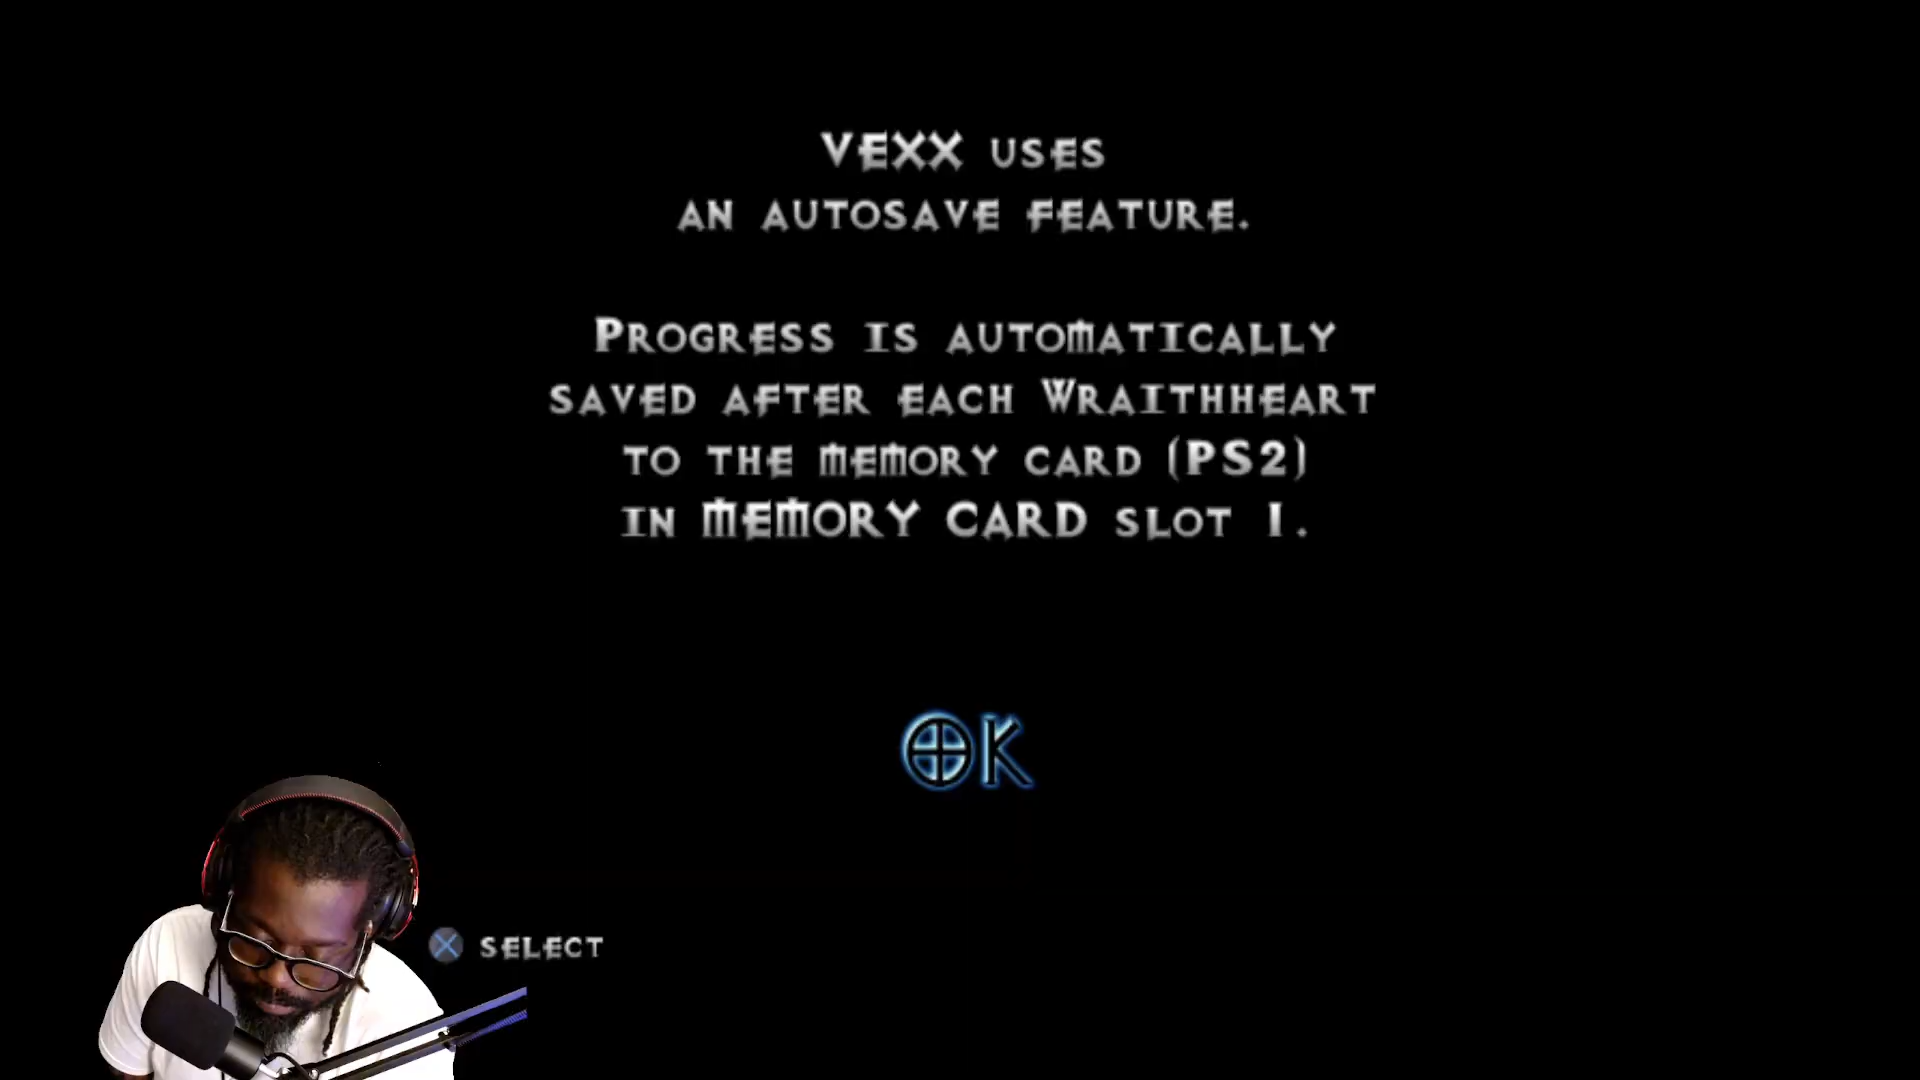 VEXX USES
AN AUTOSAVE FEATURE.
PROGRESS IS AUTOMATICALLY
SAVED AFTER EACH WRAITHHEART
TO THE MEMORY CARD (PS2)
IN MEMORY CARD SLOT 1.
OK
SELECT